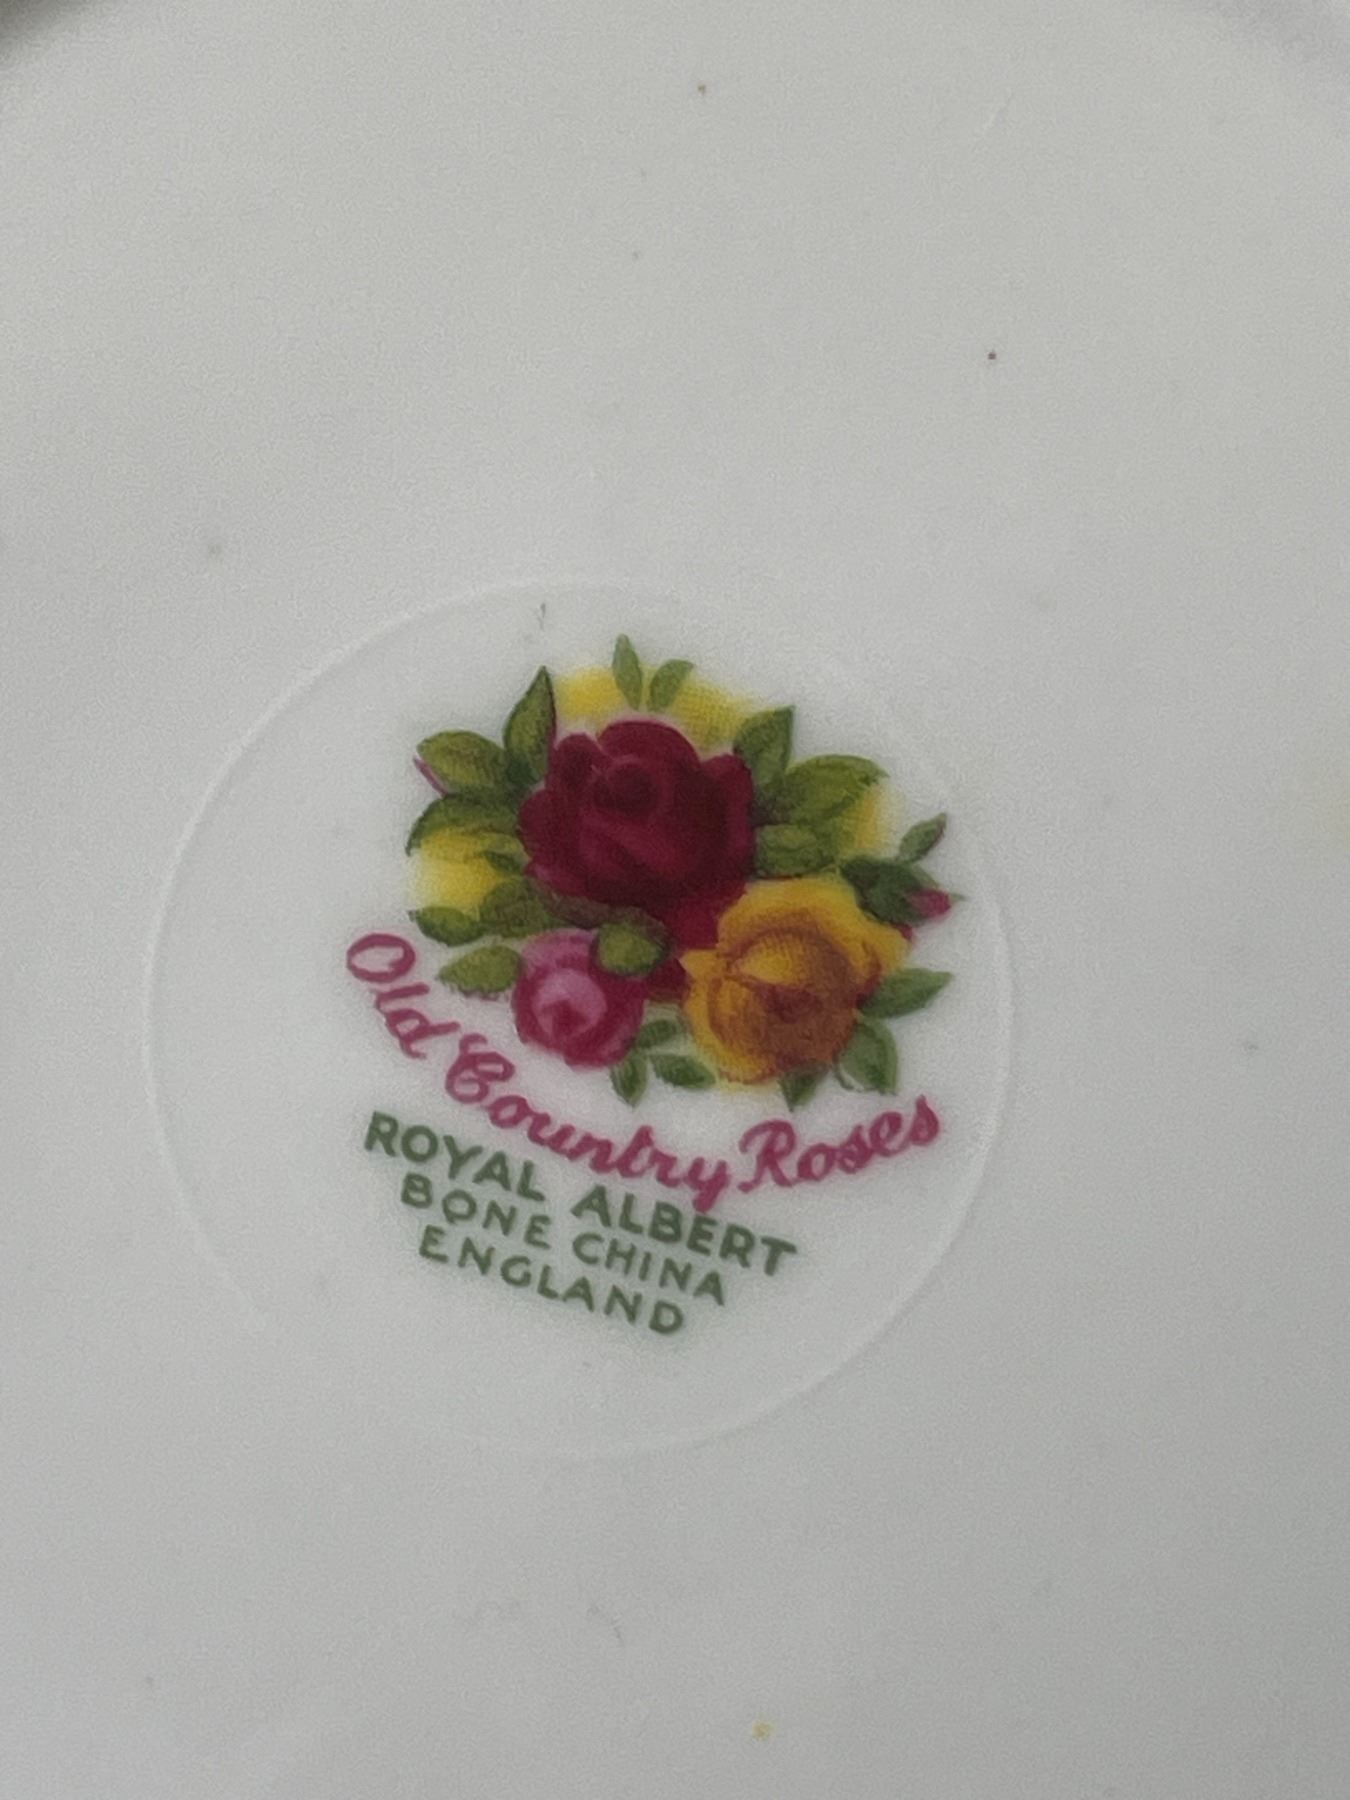 Old Country Roses
ROYAL ALBERT
BONE CHINA
ENGLAND